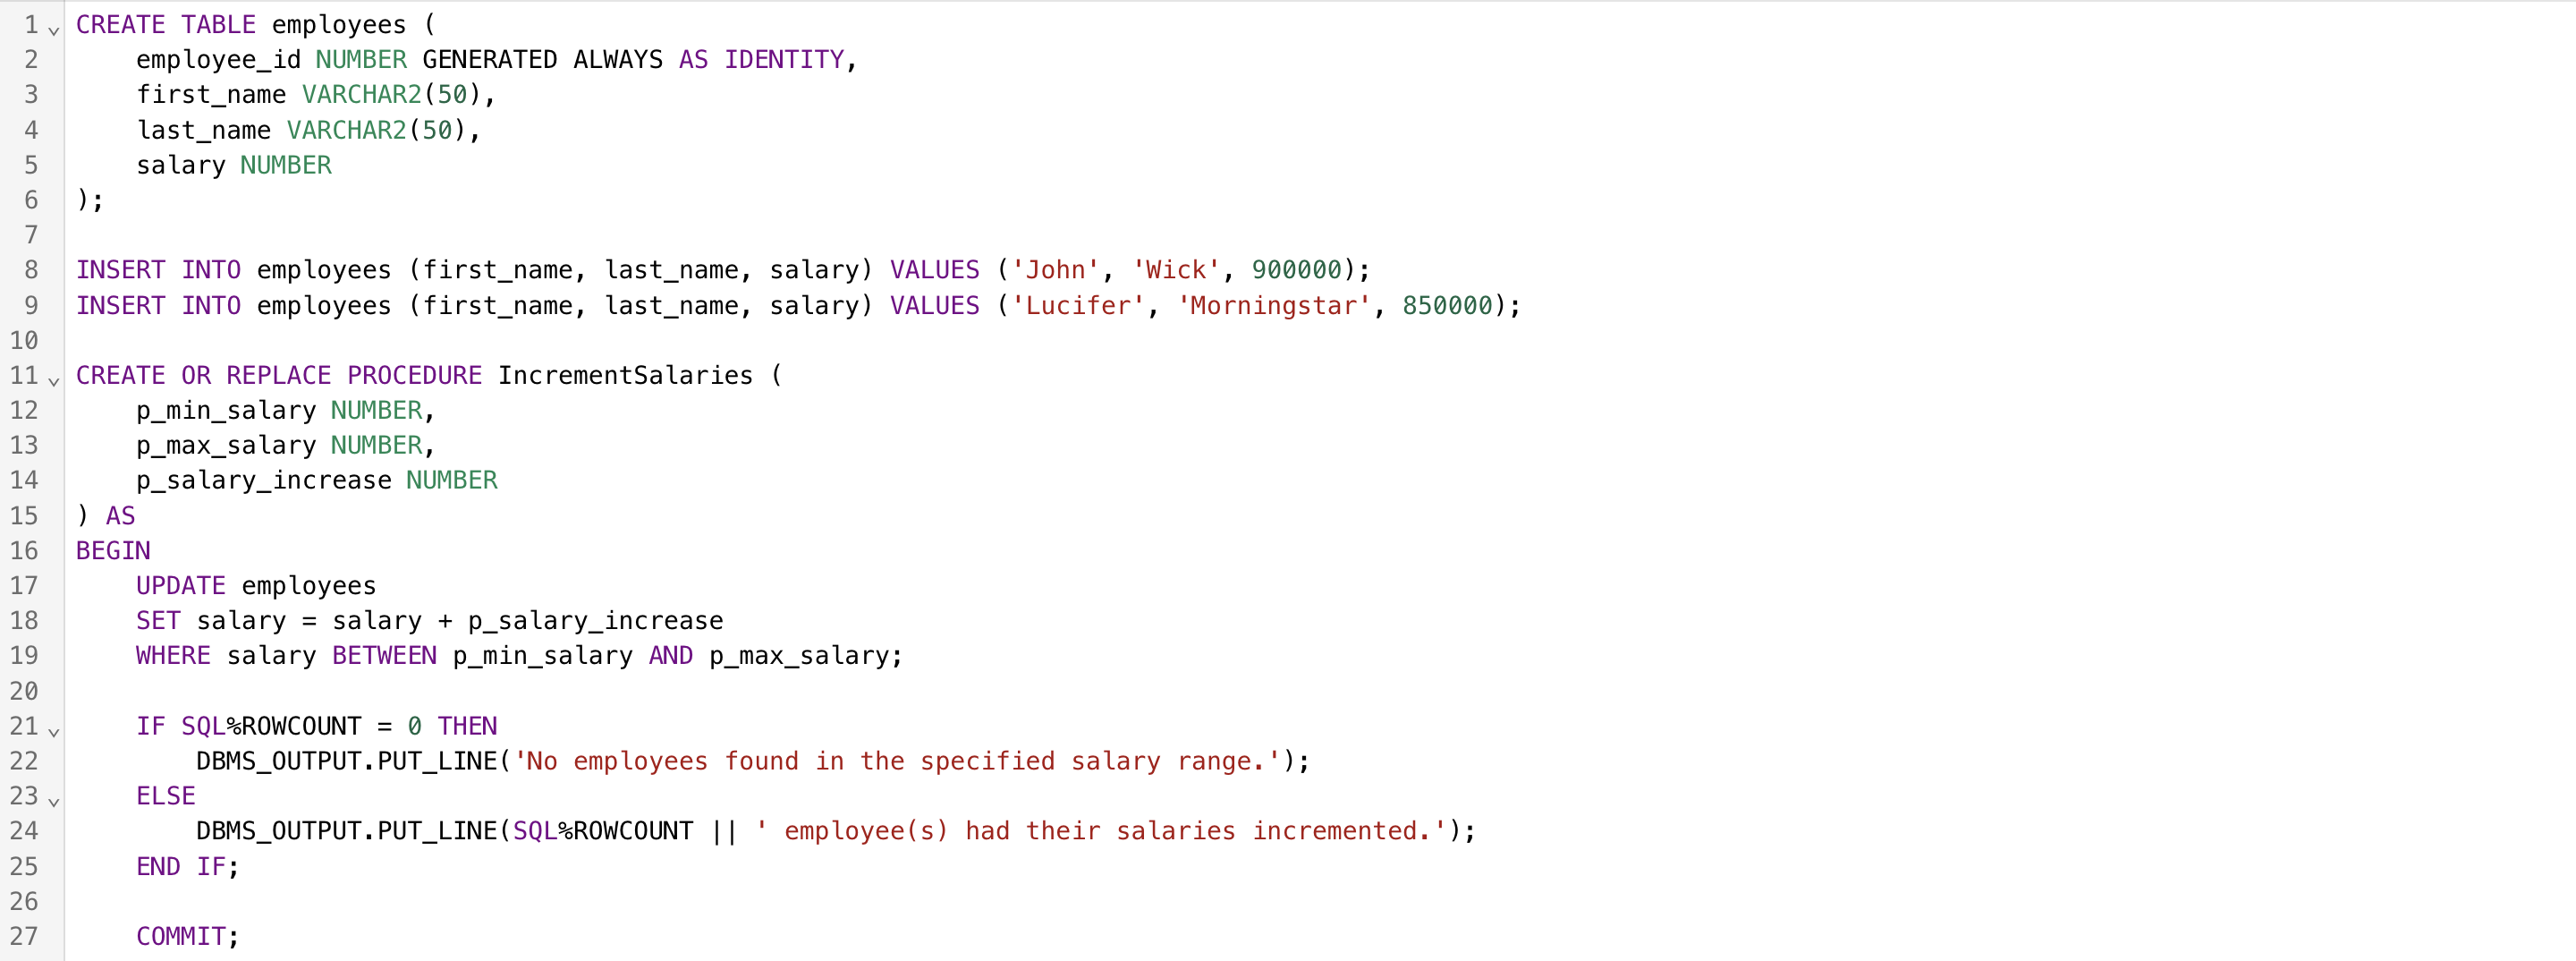 1 CREATE TABLE employees (
2     employee_id NUMBER GENERATED ALWAYS AS IDENTITY,
3     first_name VARCHAR2(50),
4     last_name VARCHAR2(50),
5     salary NUMBER
6 );
7
8 INSERT INTO employees (first_name, last_name, salary) VALUES ('John', 'Wick', 900000);
9 INSERT INTO employees (first_name, last_name, salary) VALUES ('Lucifer', 'Morningstar', 850000);
10
11 CREATE OR REPLACE PROCEDURE IncrementSalaries (
12     p_min_salary NUMBER,
13     p_max_salary NUMBER,
14     p_salary_increase NUMBER
15 ) AS
16 BEGIN
17     UPDATE employees
18     SET salary = salary + p_salary_increase
19     WHERE salary BETWEEN p_min_salary AND p_max_salary;
20
21     IF SQL%ROWCOUNT = 0 THEN
22         DBMS_OUTPUT.PUT_LINE('No employees found in the specified salary range.');
23     ELSE
24         DBMS_OUTPUT.PUT_LINE(SQL%ROWCOUNT || ' employee(s) had their salaries incremented.');
25     END IF;
26
27     COMMIT;